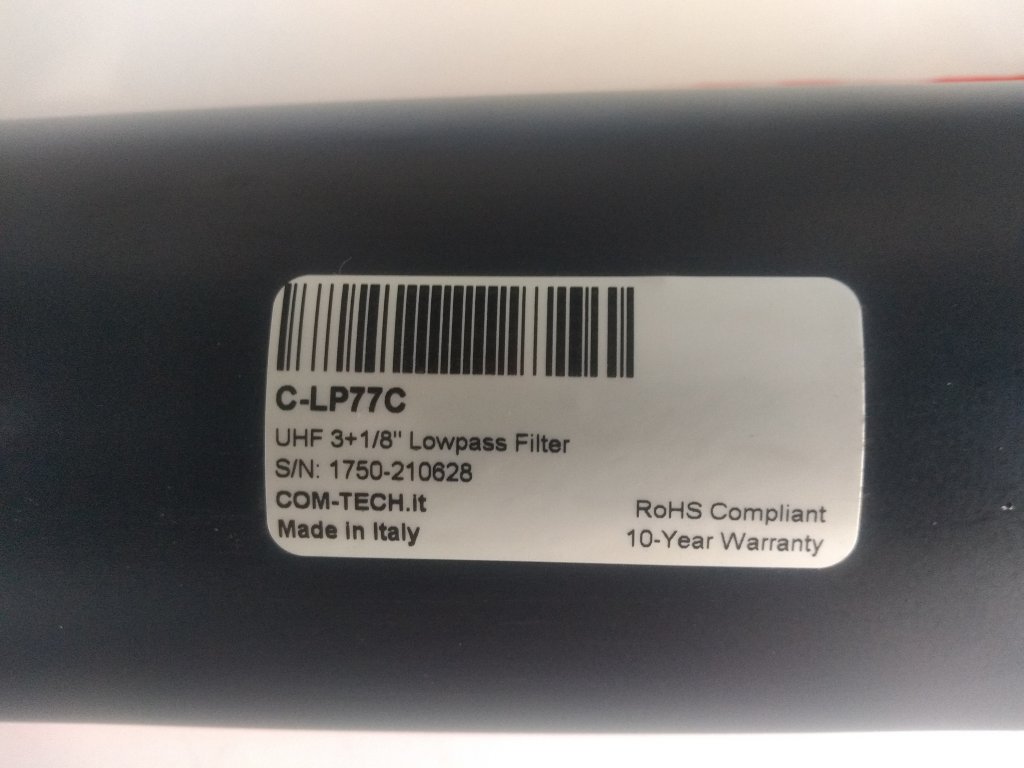 C-LP77C
UHF 3+1/8" Lowpass Filter
S/N: 1750-210628
COM-TECH.it
Made in Italy
RoHS Compliant
10-Year Warranty